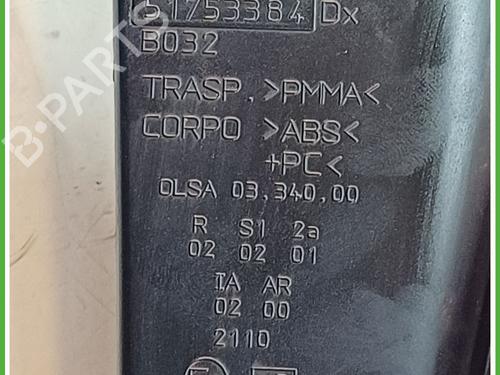 51753384 Dx
B032
TRASP. >PMMA<
CORPO >ABS<
+PC<
OLSA 03.340.00
R S1 2a
02 02 01
IA AR
02 00
2110
B-PARTS